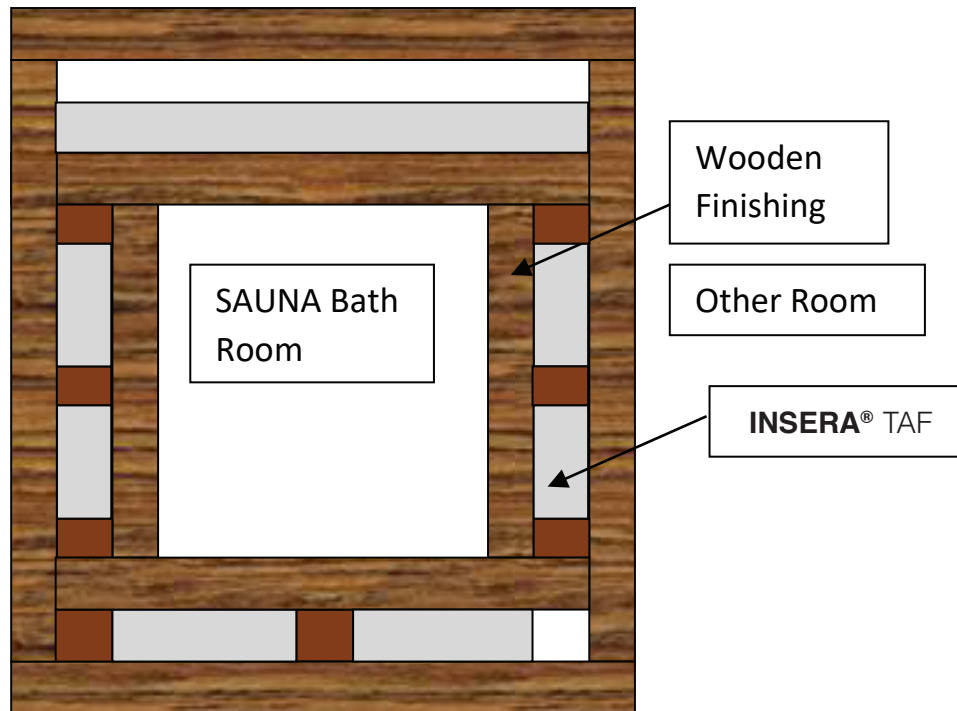 Wooden
Finishing
SAUNA Bath
Room
Other Room
INSERA® TAF